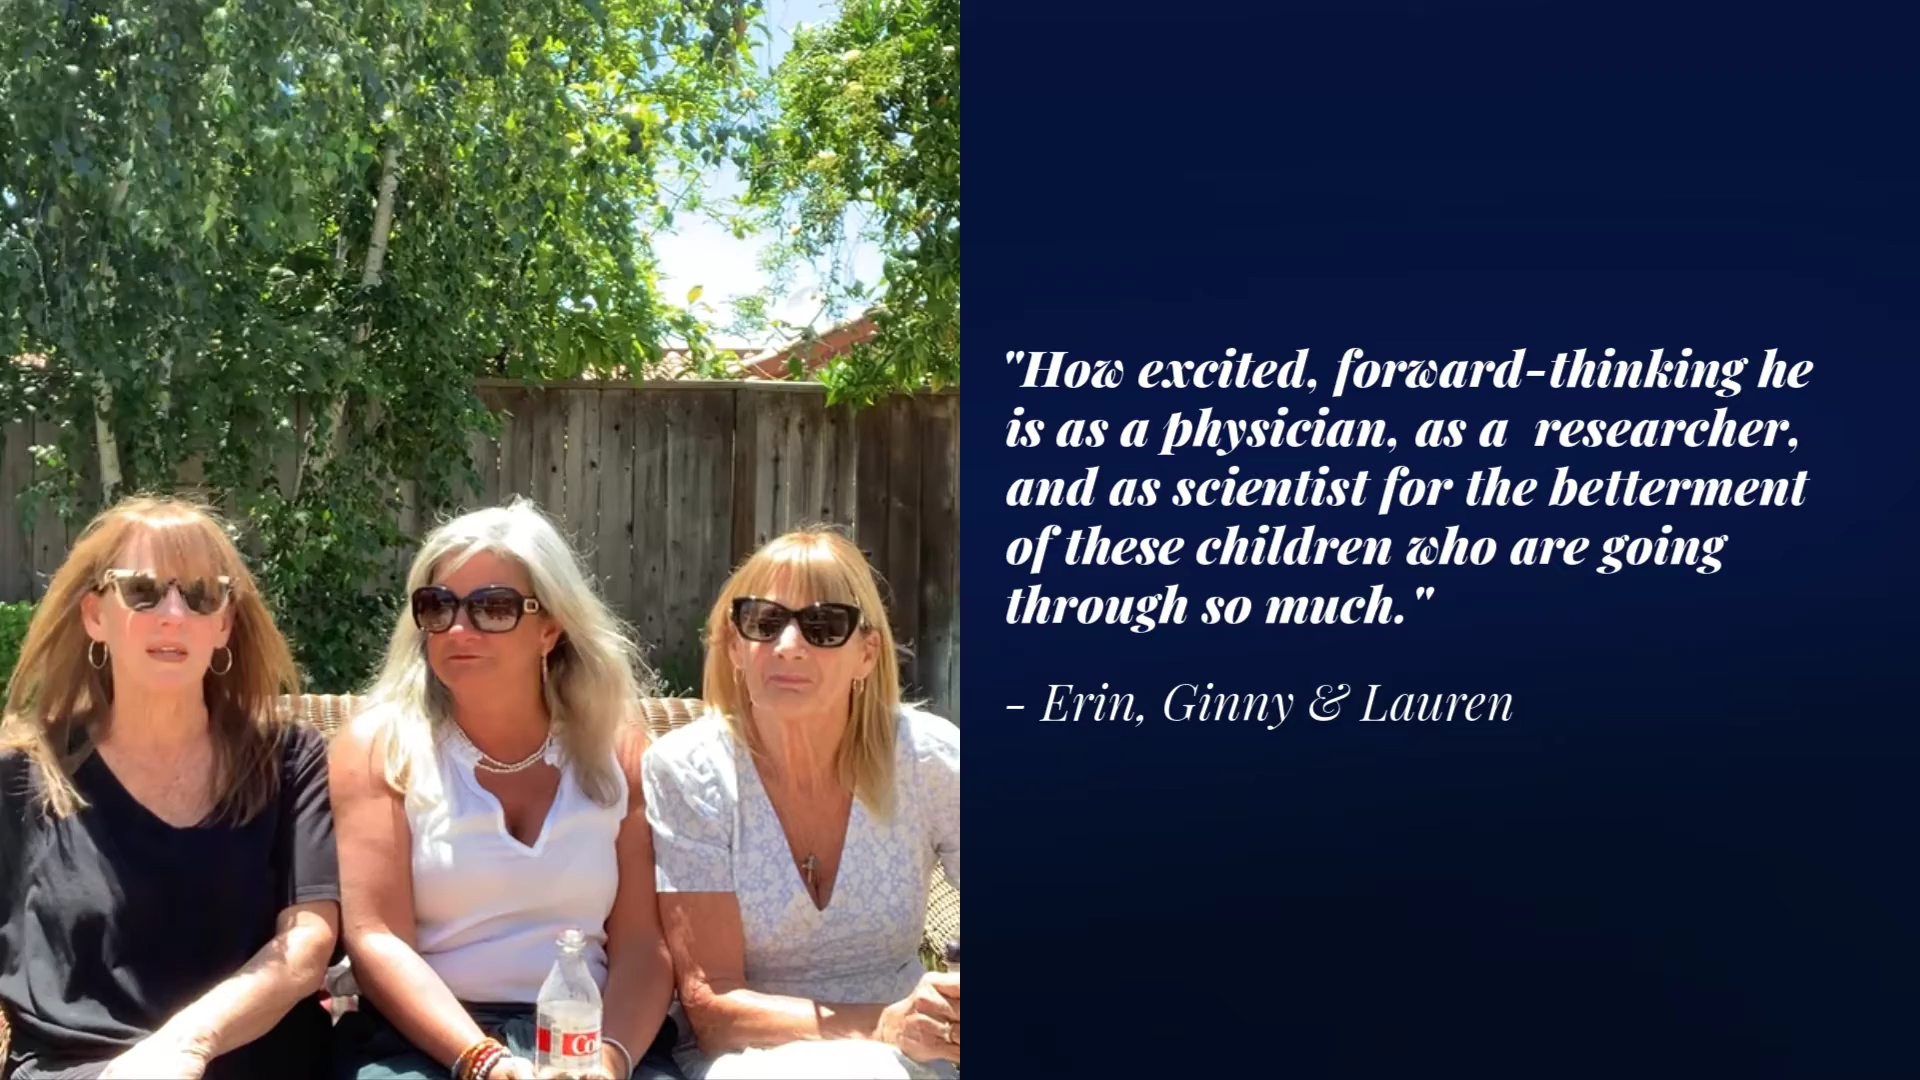 "How excited, forward-thinking he
is as a physician, as a researcher,
and as scientist for the betterment
of these children who are going
through so much."
- Erin, Ginny & Lauren
Co